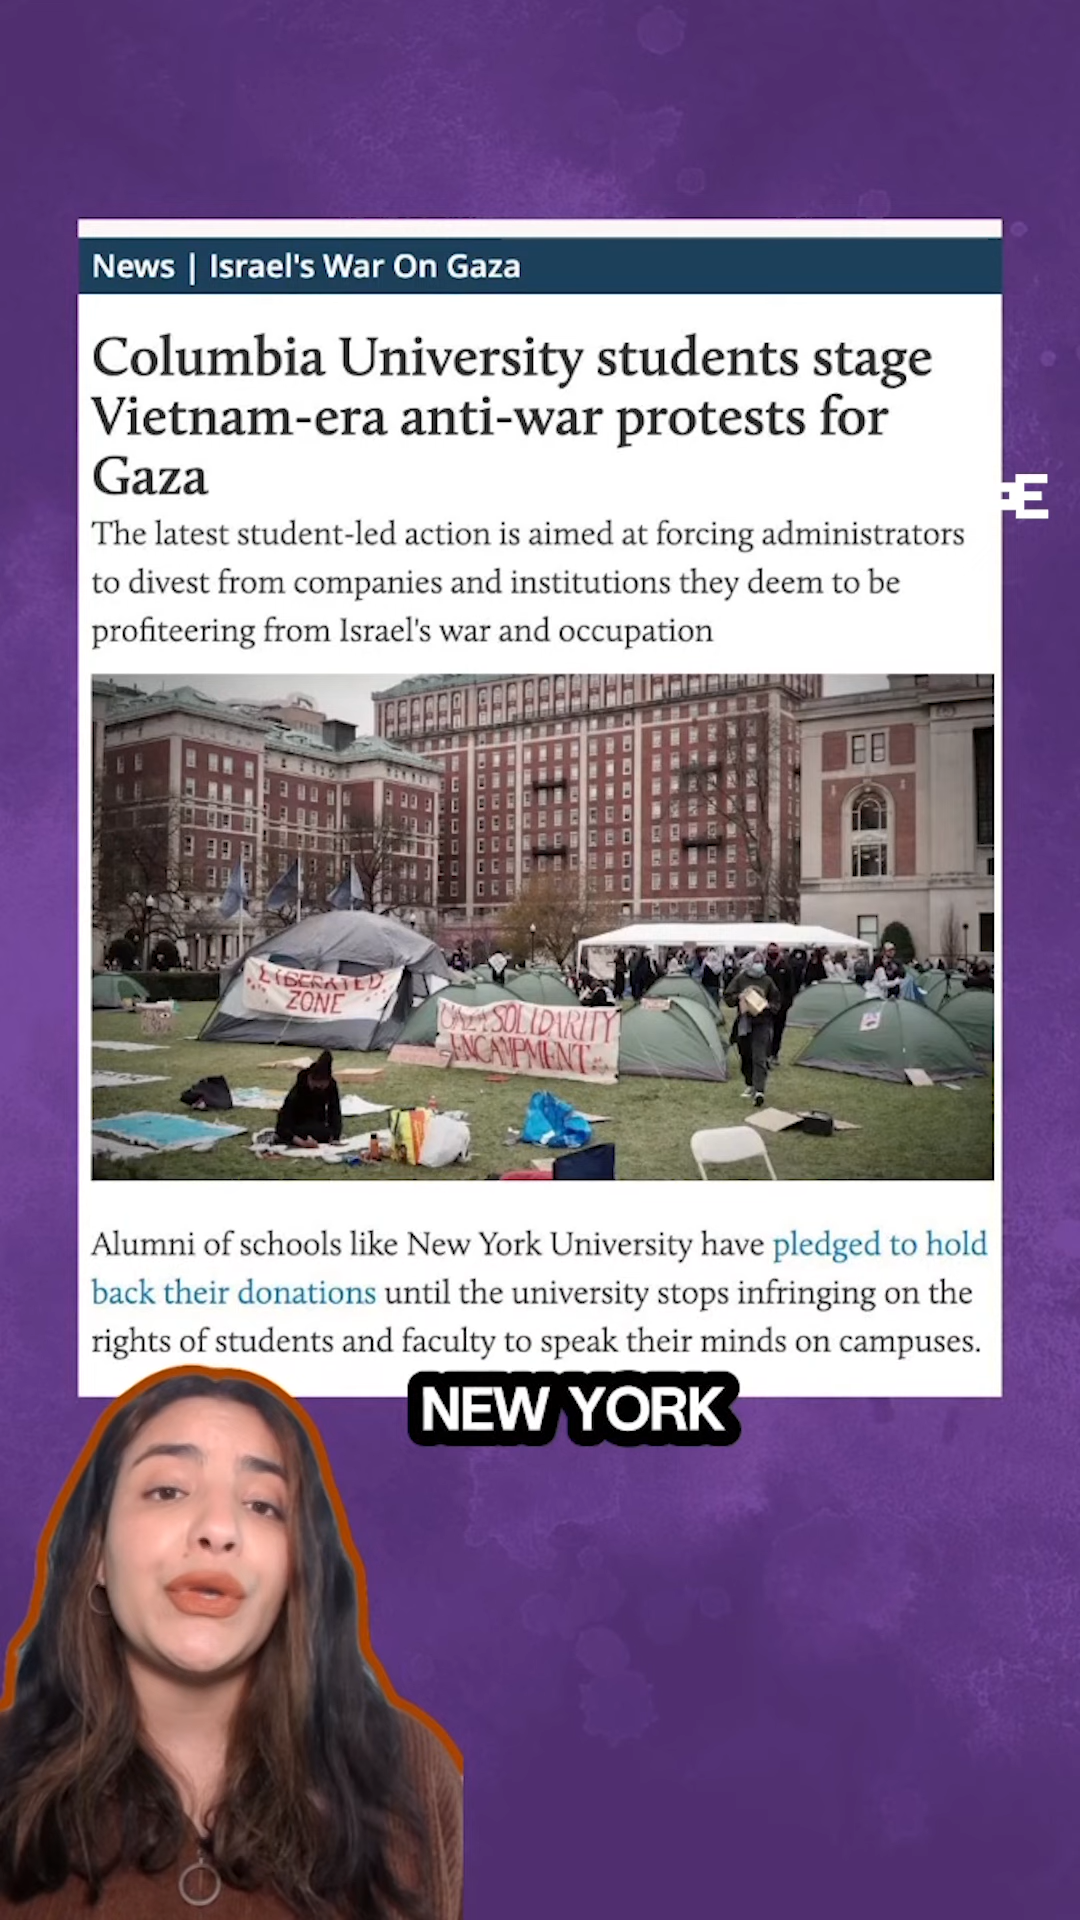 News | Israel's War On Gaza
Columbia University students stage
Vietnam-era anti-war protests for
Gaza
The latest student-led action is aimed at forcing administrators
to divest from companies and institutions they deem to be
profiteering from Israel's war and occupation
LIBERATED
ZONE
GAZA SOLIDARITY
ENCAMPMENT
Alumni of schools like New York University have pledged to hold
back their donations until the university stops infringing on the
rights of students and faculty to speak their minds on campuses.
NEW YORK